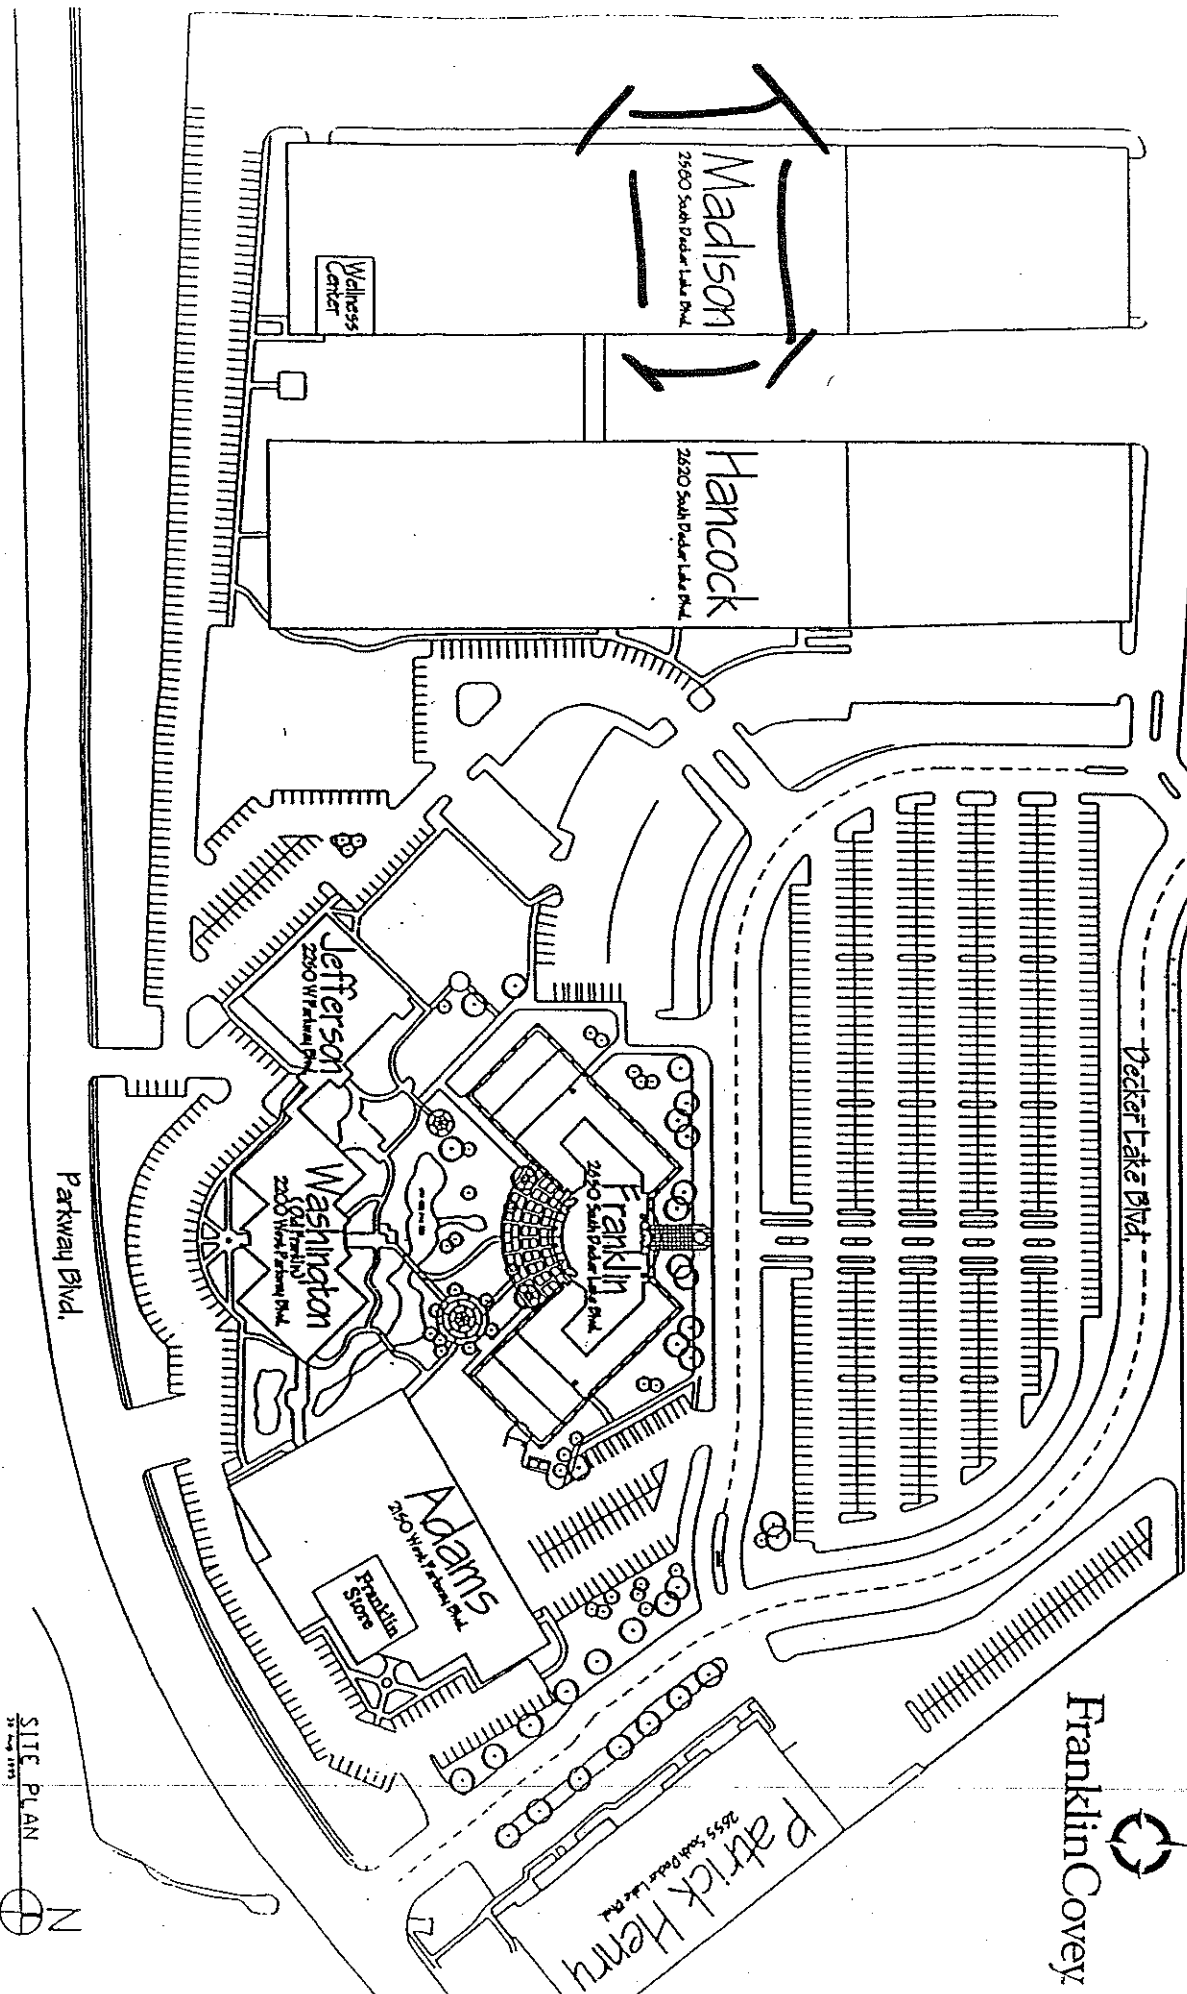 Madison
2580 South Decker Lake Blvd.
Wellness
Center
Hancock
2620 South Decker Lake Blvd.
Decker Lake Blvd.
Jefferson
2250 W Parkway Blvd
Franklin
2650 South Decker Lake Blvd.
Washington
(Old Franklin)
2200 West Parkway Blvd.
Parkway Blvd.
Adams
2150 West Parkway Blvd.
Franklin
Store
Patrick Henry
2655 South Decker Lake Blvd.
FranklinCovey
SITE PLAN
N